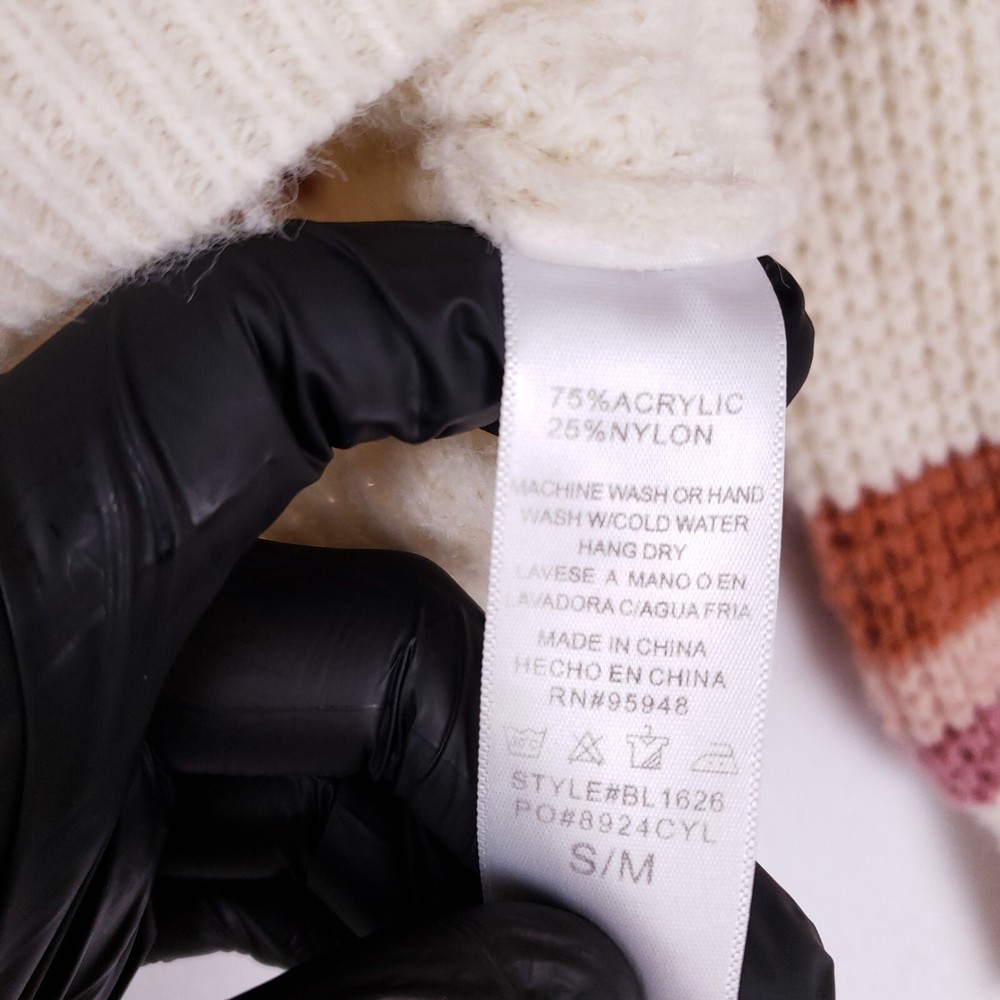 75%ACRYLIC
25%NYLON
MACHINE WASH OR HAND
WASH W/COLD WATER
HANG DRY
LAVESE A MANO O EN
LAVADORA C/AGUA FRIA
MADE IN CHINA
HECHO EN CHINA
RN#95948
STYLE#BL1626
PO#8924CYL
S/M